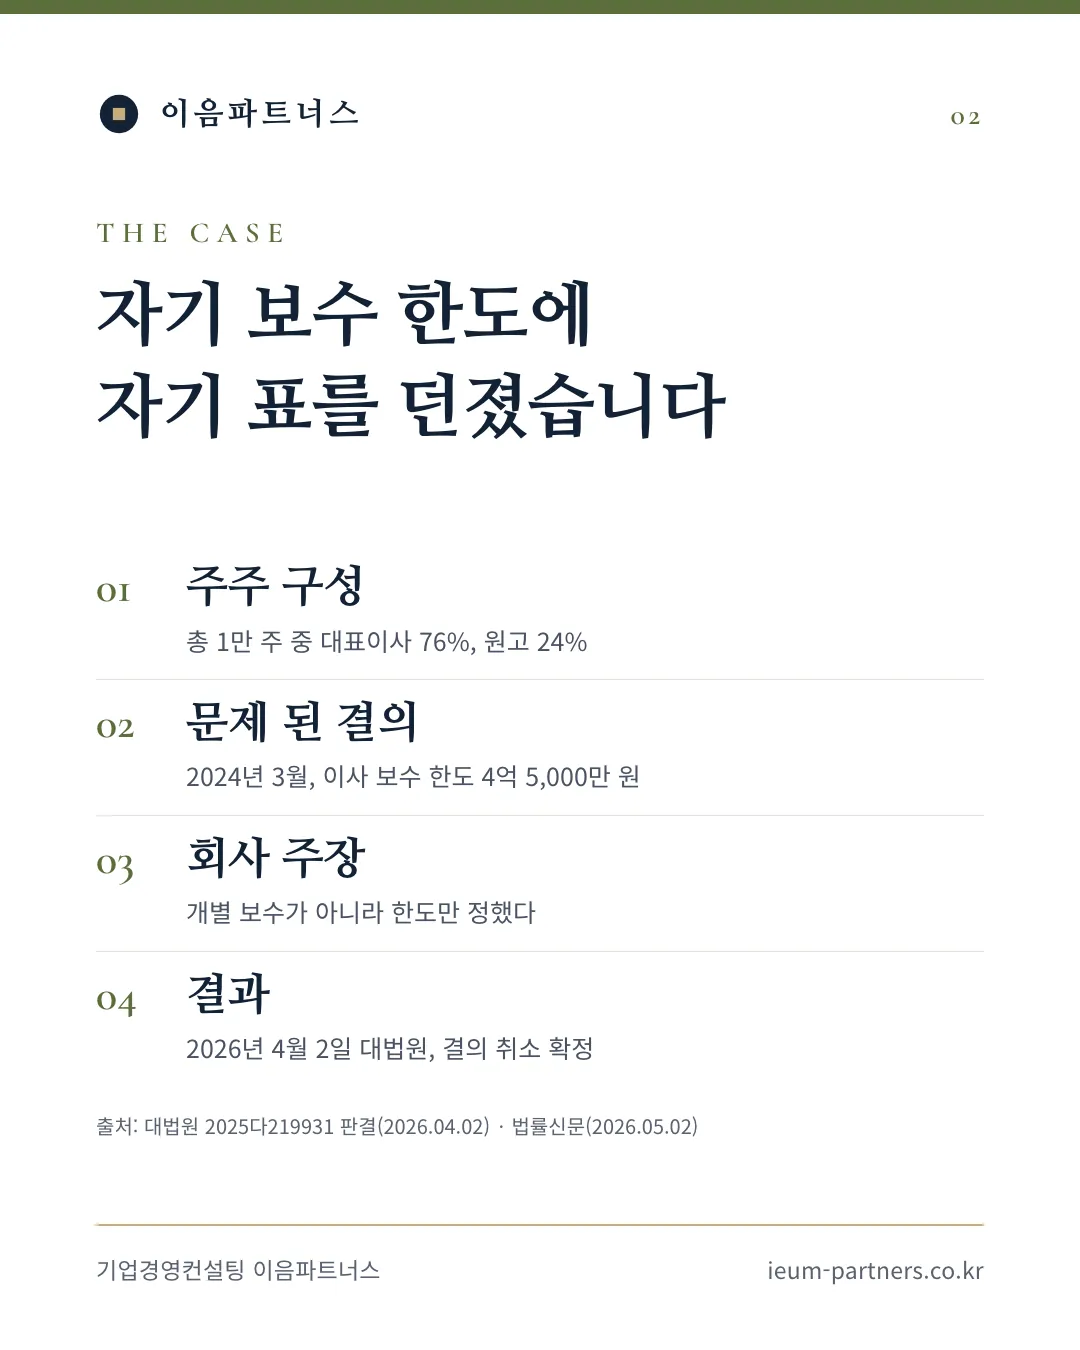 이음파트너스
02
THE CASE
자기 보수 한도에
자기 표를 던졌습니다
01 주주 구성
총 1만 주 중 대표이사 76%, 원고 24%
02 문제 된 결의
2024년 3월, 이사 보수 한도 4억 5,000만 원
03 회사 주장
개별 보수가 아니라 한도만 정했다
04 결과
2026년 4월 2일 대법원, 결의 취소 확정
출처: 대법원 2025다219931 판결(2026.04.02) · 법률신문(2026.05.02)
기업경영컨설팅 이음파트너스
ieum-partners.co.kr